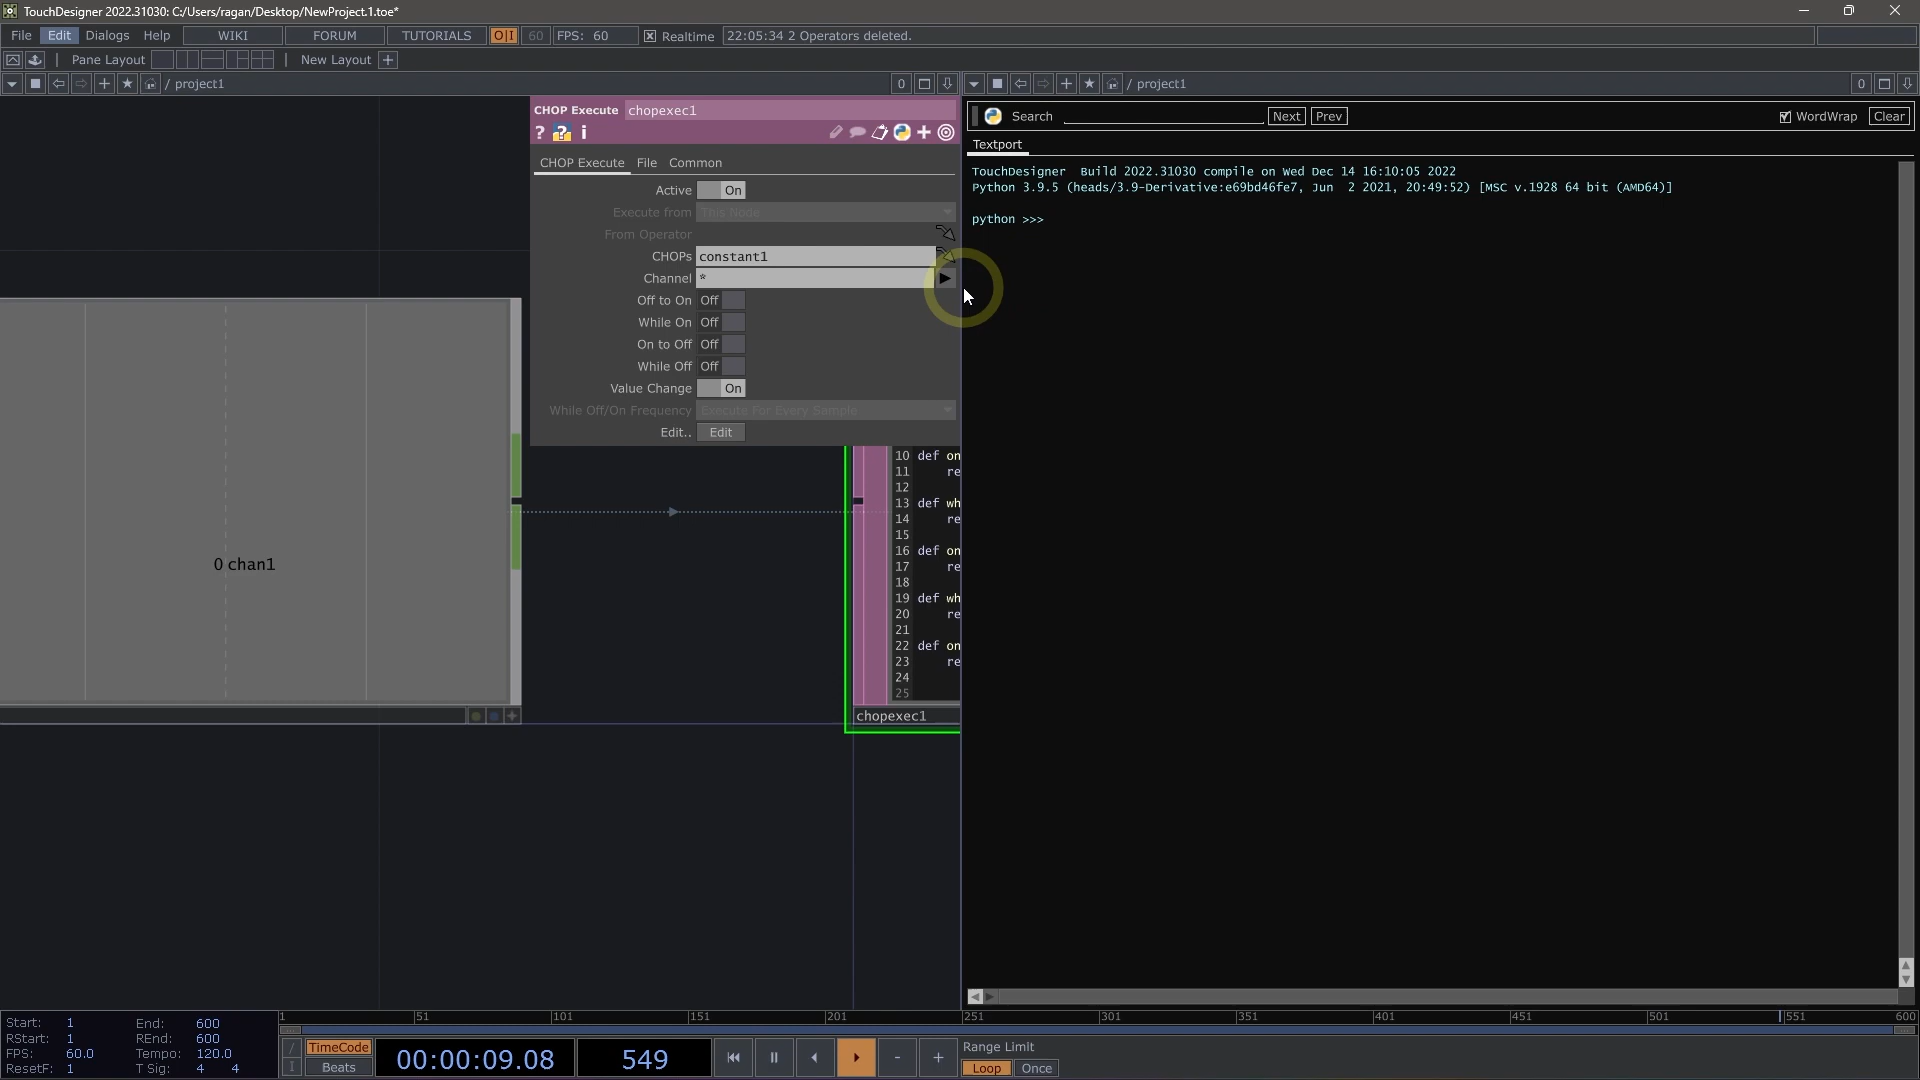 TouchDesigner 2022.31030: C:/Users/ragan/Desktop/NewProject.1.toe*
File Edit Dialogs Help WIKI FORUM TUTORIALS O|I 60 FPS: 60 Realtime 22:05:34 2 Operators deleted.
Pane Layout New Layout +
/ project1 0
/ project1 0
CHOP Execute chopexec1
? ? i
CHOP Execute File Common
Active On
Execute from This Node
From Operator
CHOPs constant1
Channel *
Off to On Off
While On Off
On to Off Off
While Off Off
Value Change On
While Off/On Frequency Execute For Every Sample
Edit.. Edit
Search Next Prev WordWrap Clear
Textport
TouchDesigner Build 2022.31030 compile on Wed Dec 14 16:10:05 2022
Python 3.9.5 (heads/3.9-Derivative:e69bd46fe7, Jun 2 2021, 20:49:52) [MSC v.1928 64 bit (AMD64)]
python >>>
0 chan1
10 def on
11 re
12
13 def wh
14 re
15
16 def on
17 re
18
19 def wh
20 re
21
22 def on
23 re
24
25
chopexec1
1 51 101 151 201 251 301 351 401 451 501 551 600
Start: 1 End: 600
RStart: 1 REnd: 600
FPS: 60.0 Tempo: 120.0
ResetF: 1 T Sig: 4 4
/ TimeCode
I Beats
00:00:09.08 549 - +
Range Limit
Loop Once